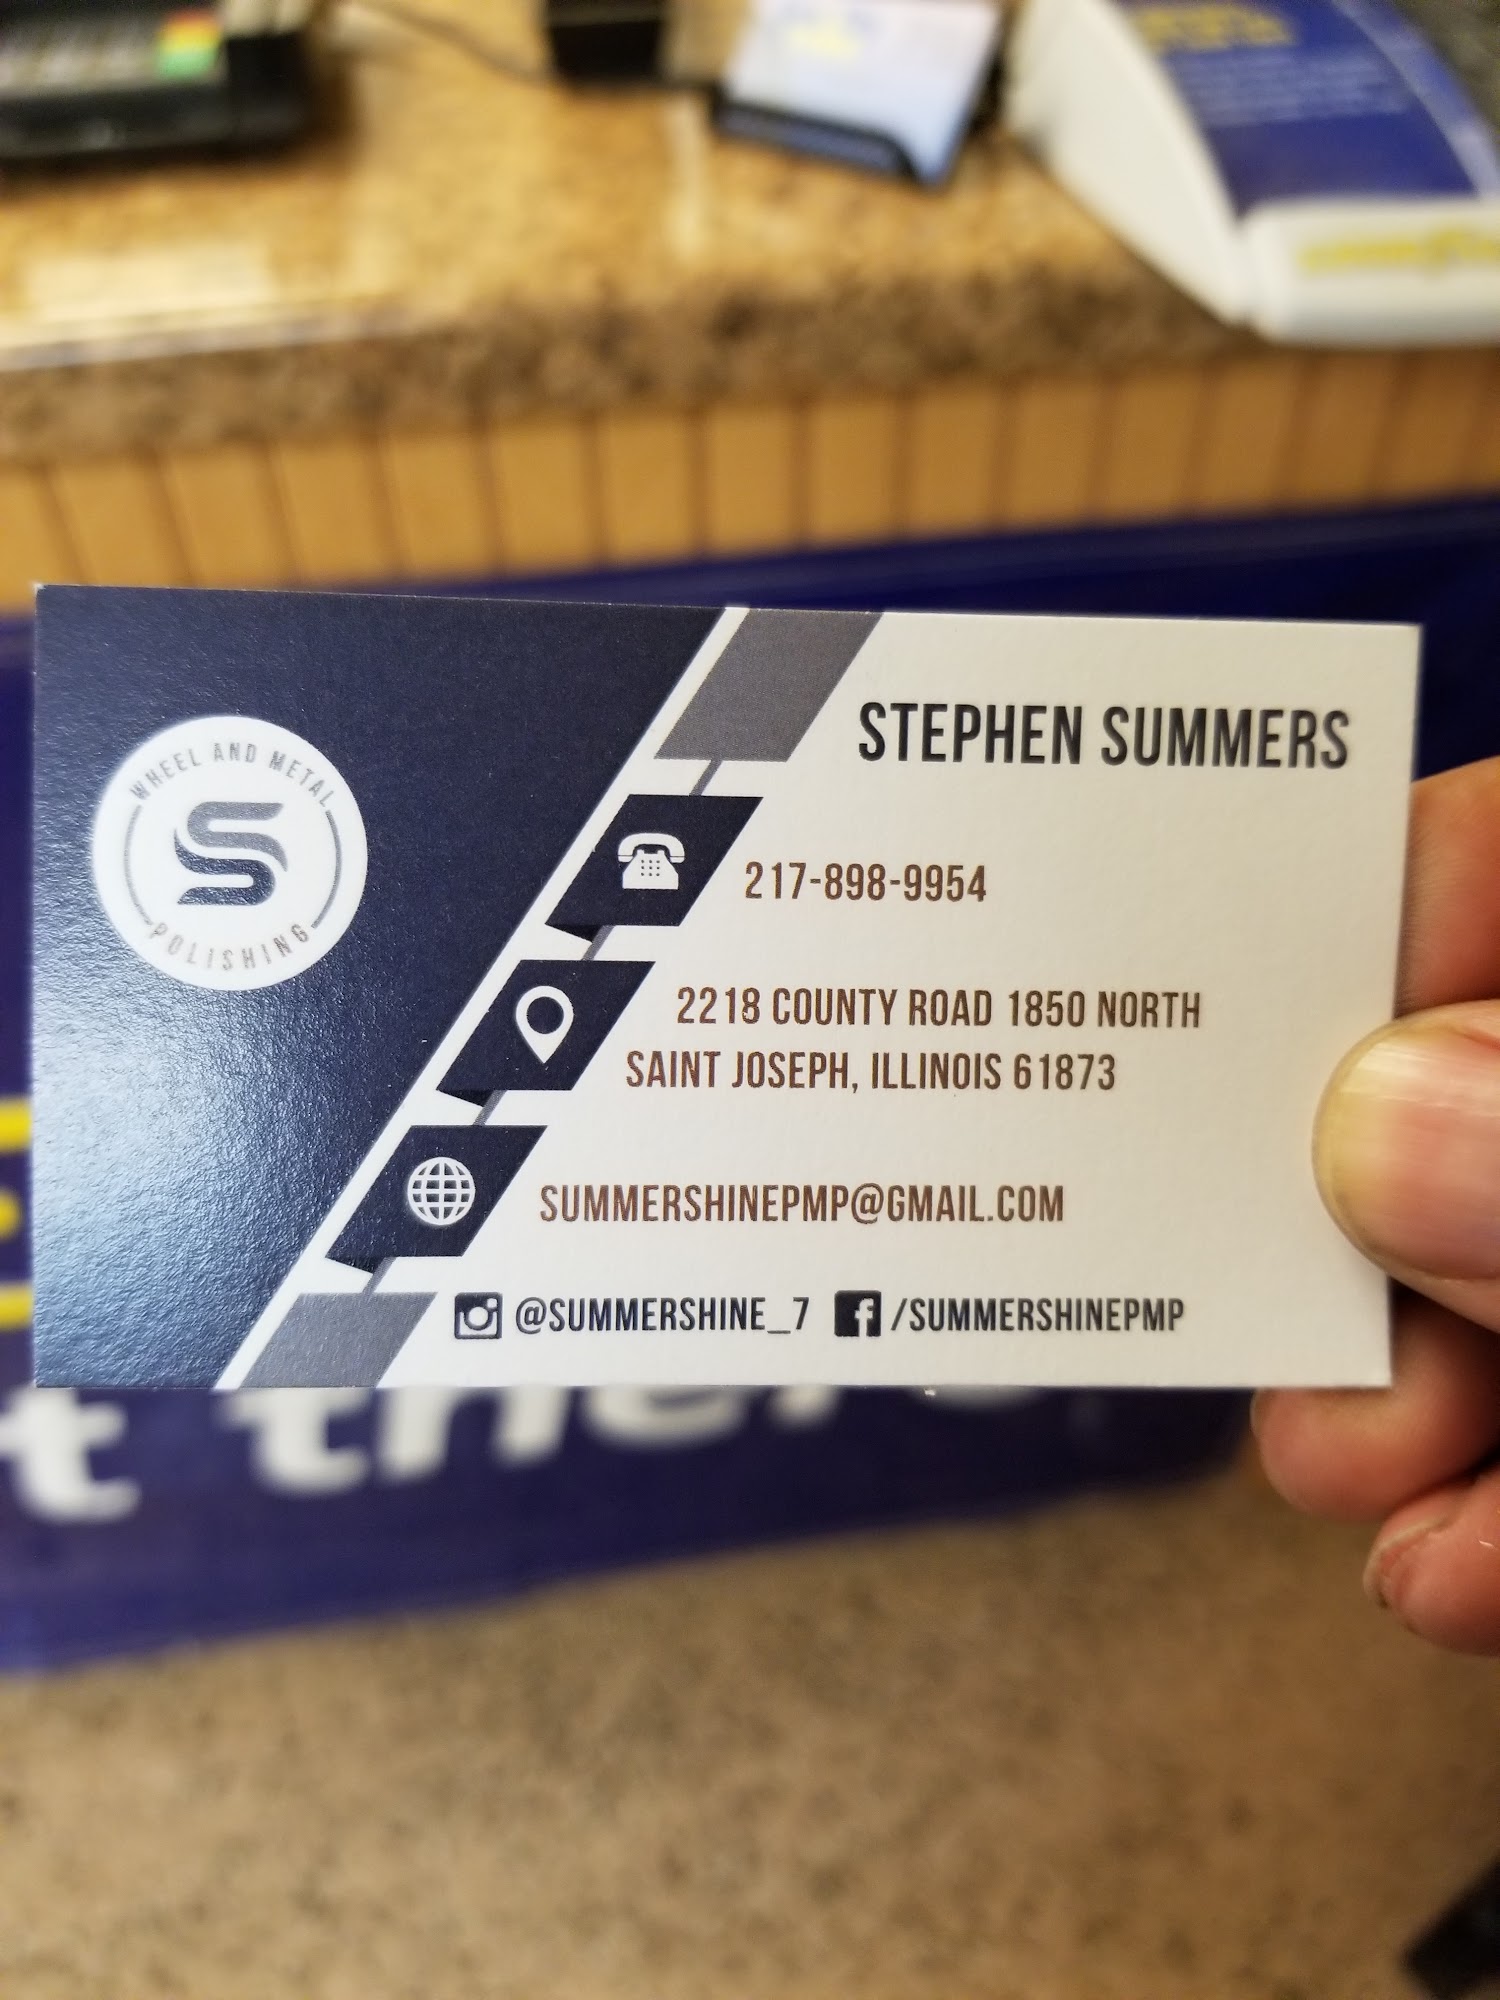 WHEEL AND METAL
POLISHING
STEPHEN SUMMERS
217-898-9954
2218 COUNTY ROAD 1850 NORTH
SAINT JOSEPH, ILLINOIS 61873
SUMMERSHINEPMP@GMAIL.COM
@SUMMERSHINE_7 /SUMMERSHINEPMP